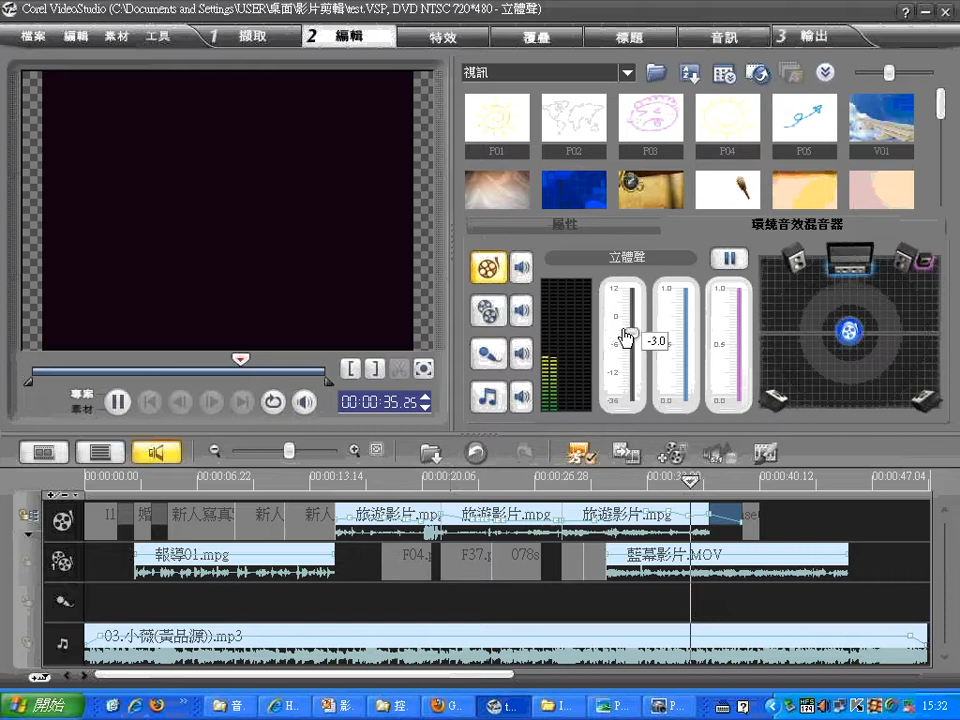 Corel VideoStudio (C:\Documents and Settings\USER\桌面\影片剪輯\test.VSP, DVD NTSC 720*480 - 立體聲)
檔案 編輯 素材 工具 1 擷取 2 編輯 特效 覆疊 標題 音訊 3 輸出
視訊
P01 P02 P03 P04 P05 V01
屬性 環繞音效混音器
立體聲
12 1.0 1.0
0
-6 0.5 0.5
-3.0
-12
-36 0.0 0.0
專案
素材
00:00:35.25
00:00:00.00 00:00:06.22 00:00:13.14 00:00:20.06 00:00:26.28 00:00:40.12 00:00:47.04
婚 新人寫真 新人 新人 旅遊影片.mpg 旅遊影片.mpg 旅遊影片.mpg
報導01.mpg F04.p F37.p 078s 藍幕影片.MOV
03.小薇(黃品源)).mp3
開始 音... H... 影... 控... G... t... I... P... P... 15:32